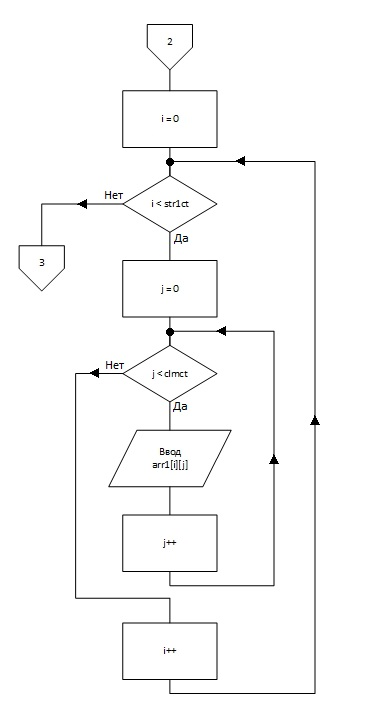 2
i = 0
Нет
i < str1ct
Да
3
j = 0
Нет
j < clmct
Да
Ввод
arr1[i][j]
j++
i++